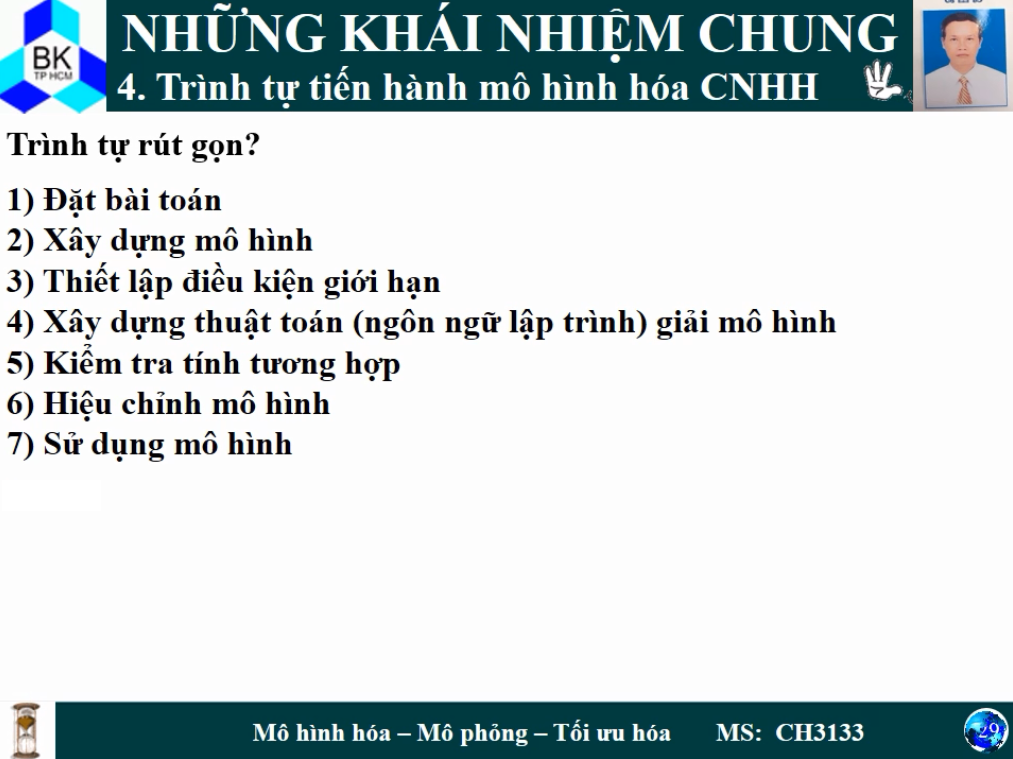 BK
TP HCM
NHỮNG KHÁI NHIỆM CHUNG
4. Trình tự tiến hành mô hình hóa CNHH
Trình tự rút gọn?
1) Đặt bài toán
2) Xây dựng mô hình
3) Thiết lập điều kiện giới hạn
4) Xây dựng thuật toán (ngôn ngữ lập trình) giải mô hình
5) Kiểm tra tính tương hợp
6) Hiệu chỉnh mô hình
7) Sử dụng mô hình
Mô hình hóa – Mô phỏng – Tối ưu hóa MS: CH3133
29